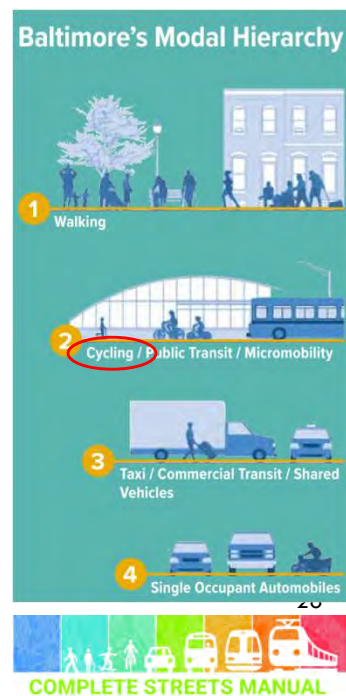 Baltimore's Modal Hierarchy
1
Walking
2
Cycling / Public Transit / Micromobility
3
Taxi / Commercial Transit / Shared
Vehicles
4
Single Occupant Automobiles
COMPLETE STREETS MANUAL